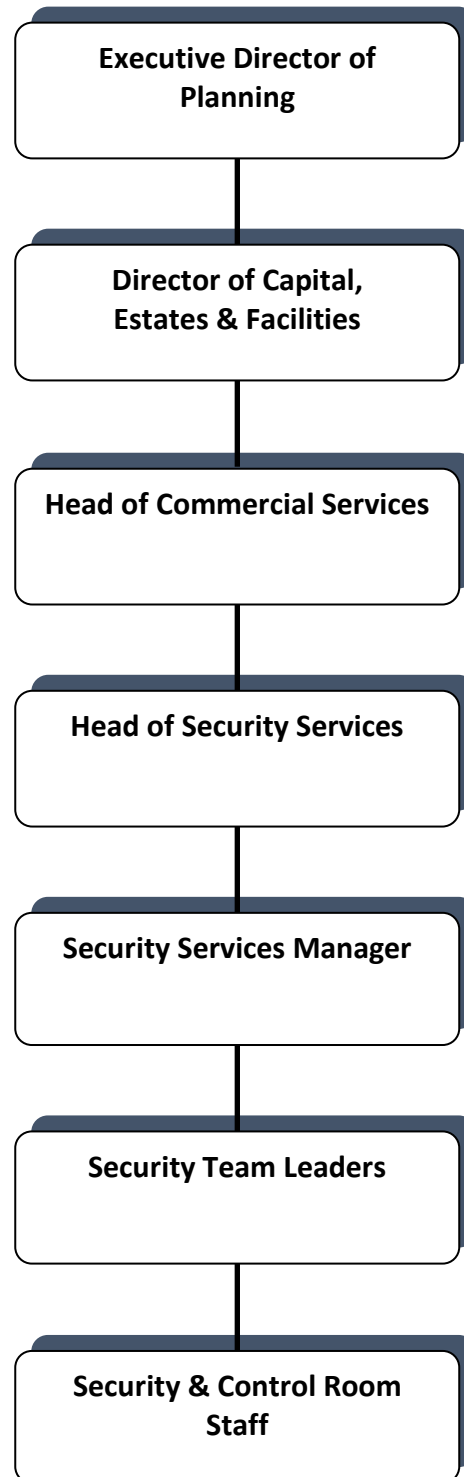 Executive Director of
Planning
Director of Capital,
Estates & Facilities
Head of Commercial Services
Head of Security Services
Security Services Manager
Security Team Leaders
Security & Control Room
Staff